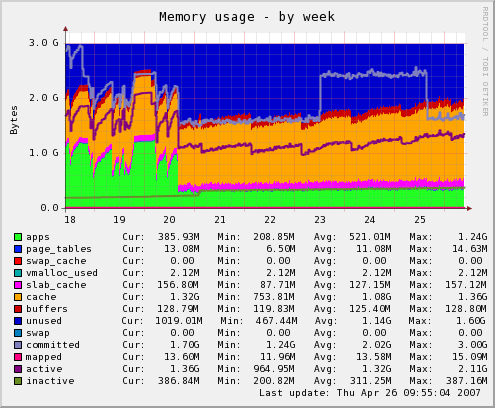 Memory usage - by week
RRDTOOL / TOBI OETIKER
Bytes
3.0 G
2.0 G
1.0 G
0.0
18 19 20 21 22 23 24 25
apps Cur: 385.93M Min: 208.85M Avg: 521.01M Max: 1.24G
page_tables Cur: 13.08M Min: 6.50M Avg: 11.08M Max: 14.63M
swap_cache Cur: 0.00 Min: 0.00 Avg: 0.00 Max: 0.00
vmalloc_used Cur: 2.12M Min: 2.12M Avg: 2.12M Max: 2.12M
slab_cache Cur: 156.80M Min: 87.71M Avg: 127.15M Max: 157.12M
cache Cur: 1.32G Min: 753.81M Avg: 1.08G Max: 1.36G
buffers Cur: 128.79M Min: 119.83M Avg: 125.40M Max: 128.80M
unused Cur: 1019.01M Min: 467.44M Avg: 1.14G Max: 1.60G
swap Cur: 0.00 Min: 0.00 Avg: 0.00 Max: 0.00
committed Cur: 1.70G Min: 1.24G Avg: 2.02G Max: 3.00G
mapped Cur: 13.60M Min: 11.96M Avg: 13.58M Max: 15.09M
active Cur: 1.36G Min: 964.95M Avg: 1.32G Max: 2.11G
inactive Cur: 386.84M Min: 200.82M Avg: 311.25M Max: 387.16M
Last update: Thu Apr 26 09:55:04 2007